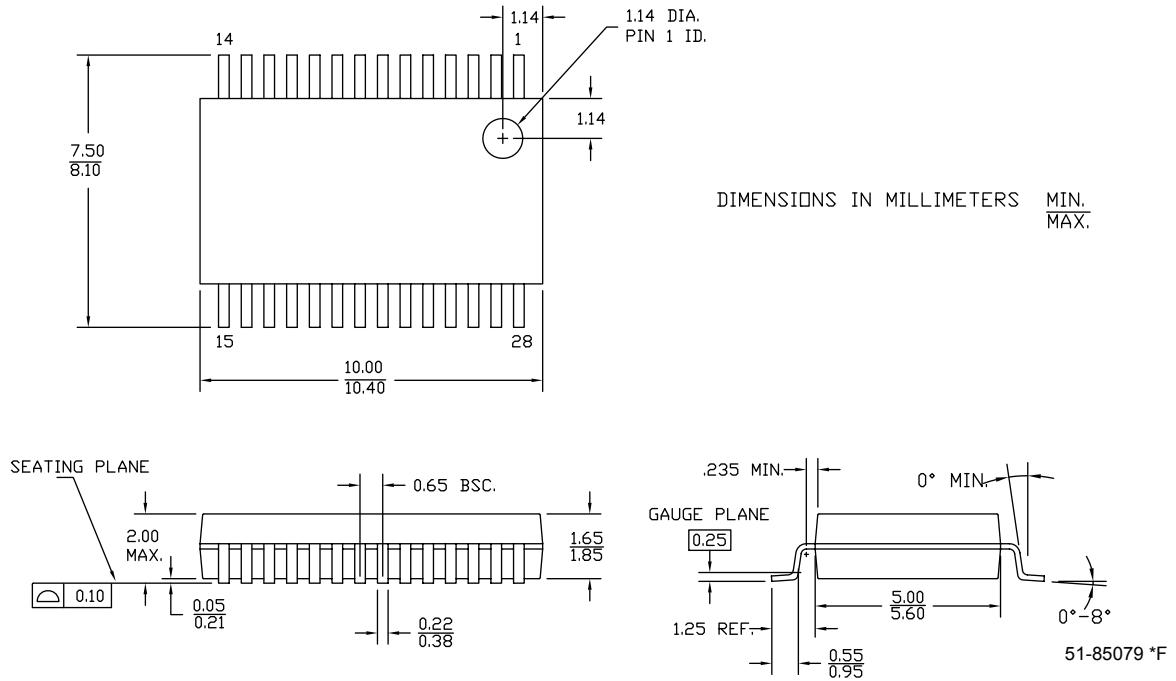 1.14
1.14 DIA.
PIN 1 ID.
14
1
1.14
7.50
8.10
DIMENSIONS IN MILLIMETERS MIN.
MAX.
15
28
10.00
10.40
SEATING PLANE
0.65 BSC.
2.00
MAX.
1.65
1.85
0.10
0.05
0.21
0.22
0.38
.235 MIN.
0° MIN.
GAUGE PLANE
0.25
5.00
5.60
0°-8°
1.25 REF.
0.55
0.95
51-85079 *F